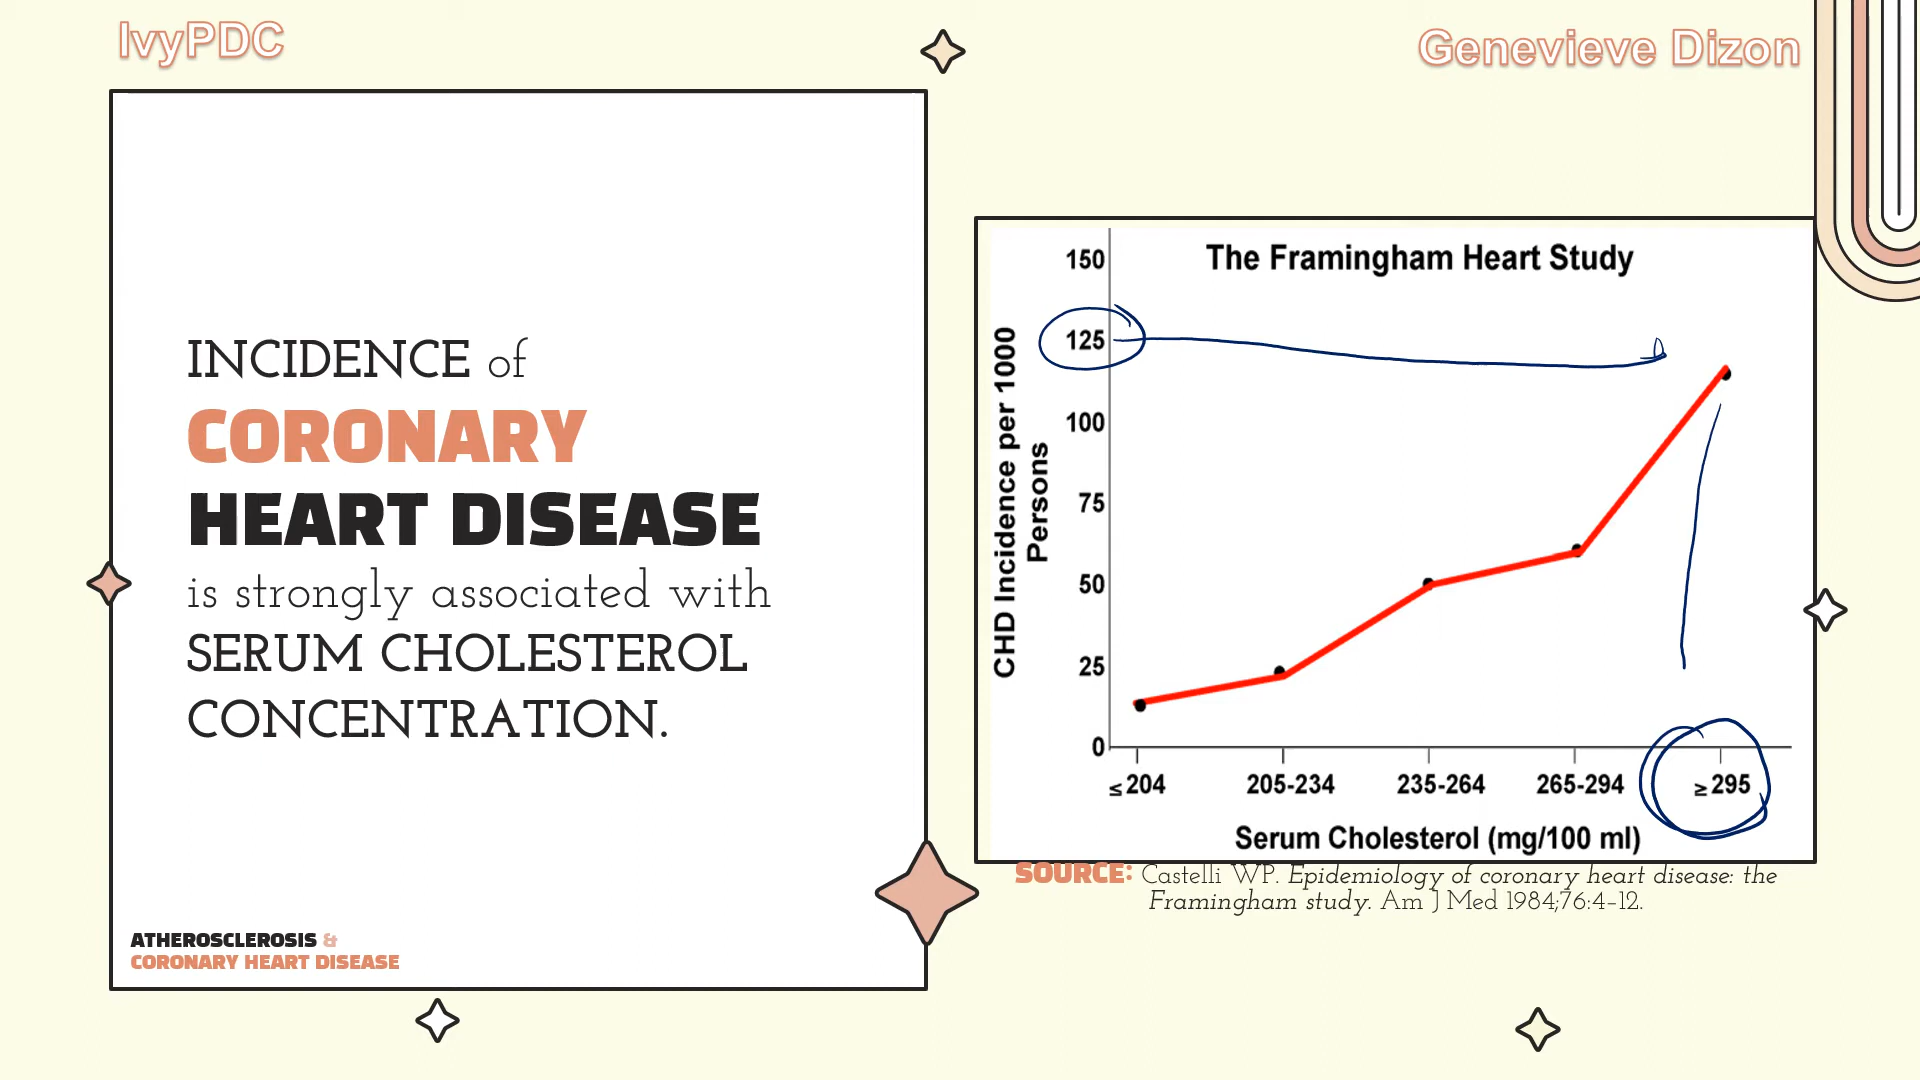 IvyPDC
Genevieve Dizon
INCIDENCE of
CORONARY
HEART DISEASE
is strongly associated with
SERUM CHOLESTEROL
CONCENTRATION.
ATHEROSCLEROSIS &
CORONARY HEART DISEASE
The Framingham Heart Study
CHD Incidence per 1000
Persons
150
125
100
75
50
25
0
≤204
205-234
235-264
265-294
≥295
Serum Cholesterol (mg/100 ml)
SOURCE: Castelli WP. Epidemiology of coronary heart disease: the
Framingham study. Am J Med 1984;76:4–12.